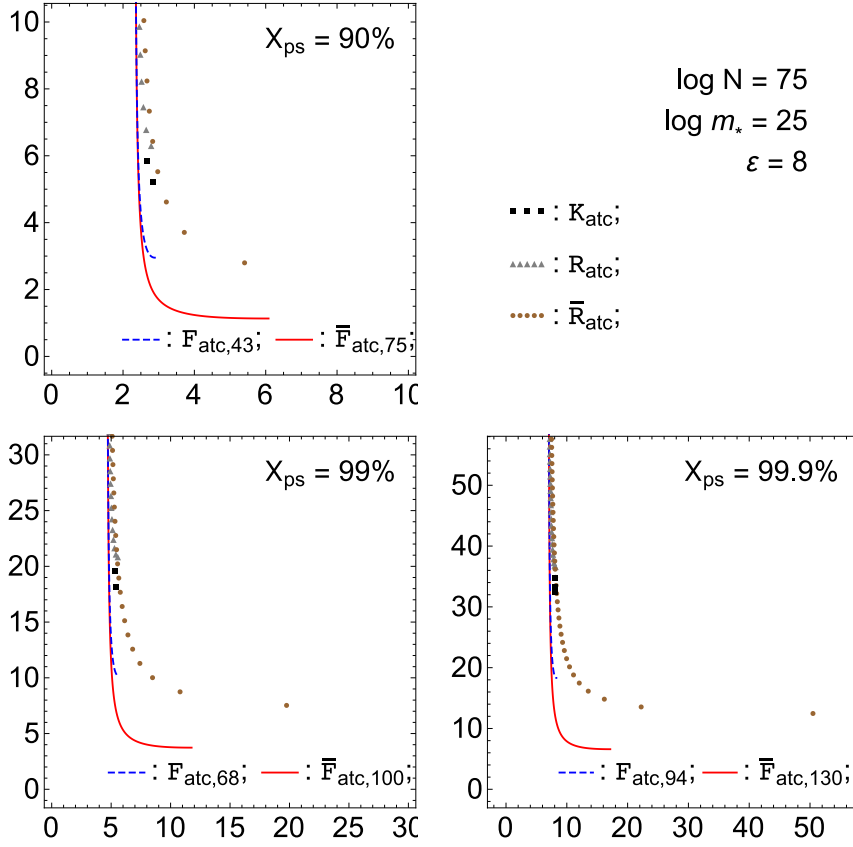 X_ps = 90%
10
8
6
4
2
0
: F_atc,43; : F̅_atc,75;
0 2 4 6 8 10
log N = 75
log m_* = 25
ϵ = 8
: K_atc;
: R_atc;
: R̅_atc;
X_ps = 99%
30
25
20
15
10
5
0
: F_atc,68; : F̅_atc,100;
0 5 10 15 20 25 30
X_ps = 99.9%
50
40
30
20
10
0
: F_atc,94; : F̅_atc,130;
0 10 20 30 40 50